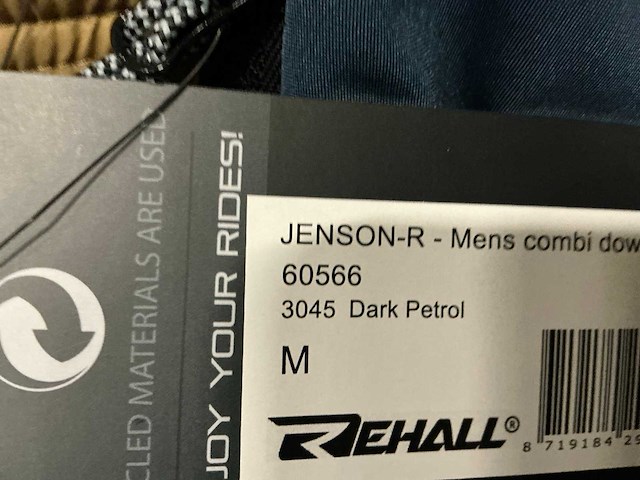 JENSON-R - Mens combi dow
60566
3045 Dark Petrol
M
REHALL®
8 719184 29
JOY YOUR RIDES!
CLED MATERIALS ARE USED